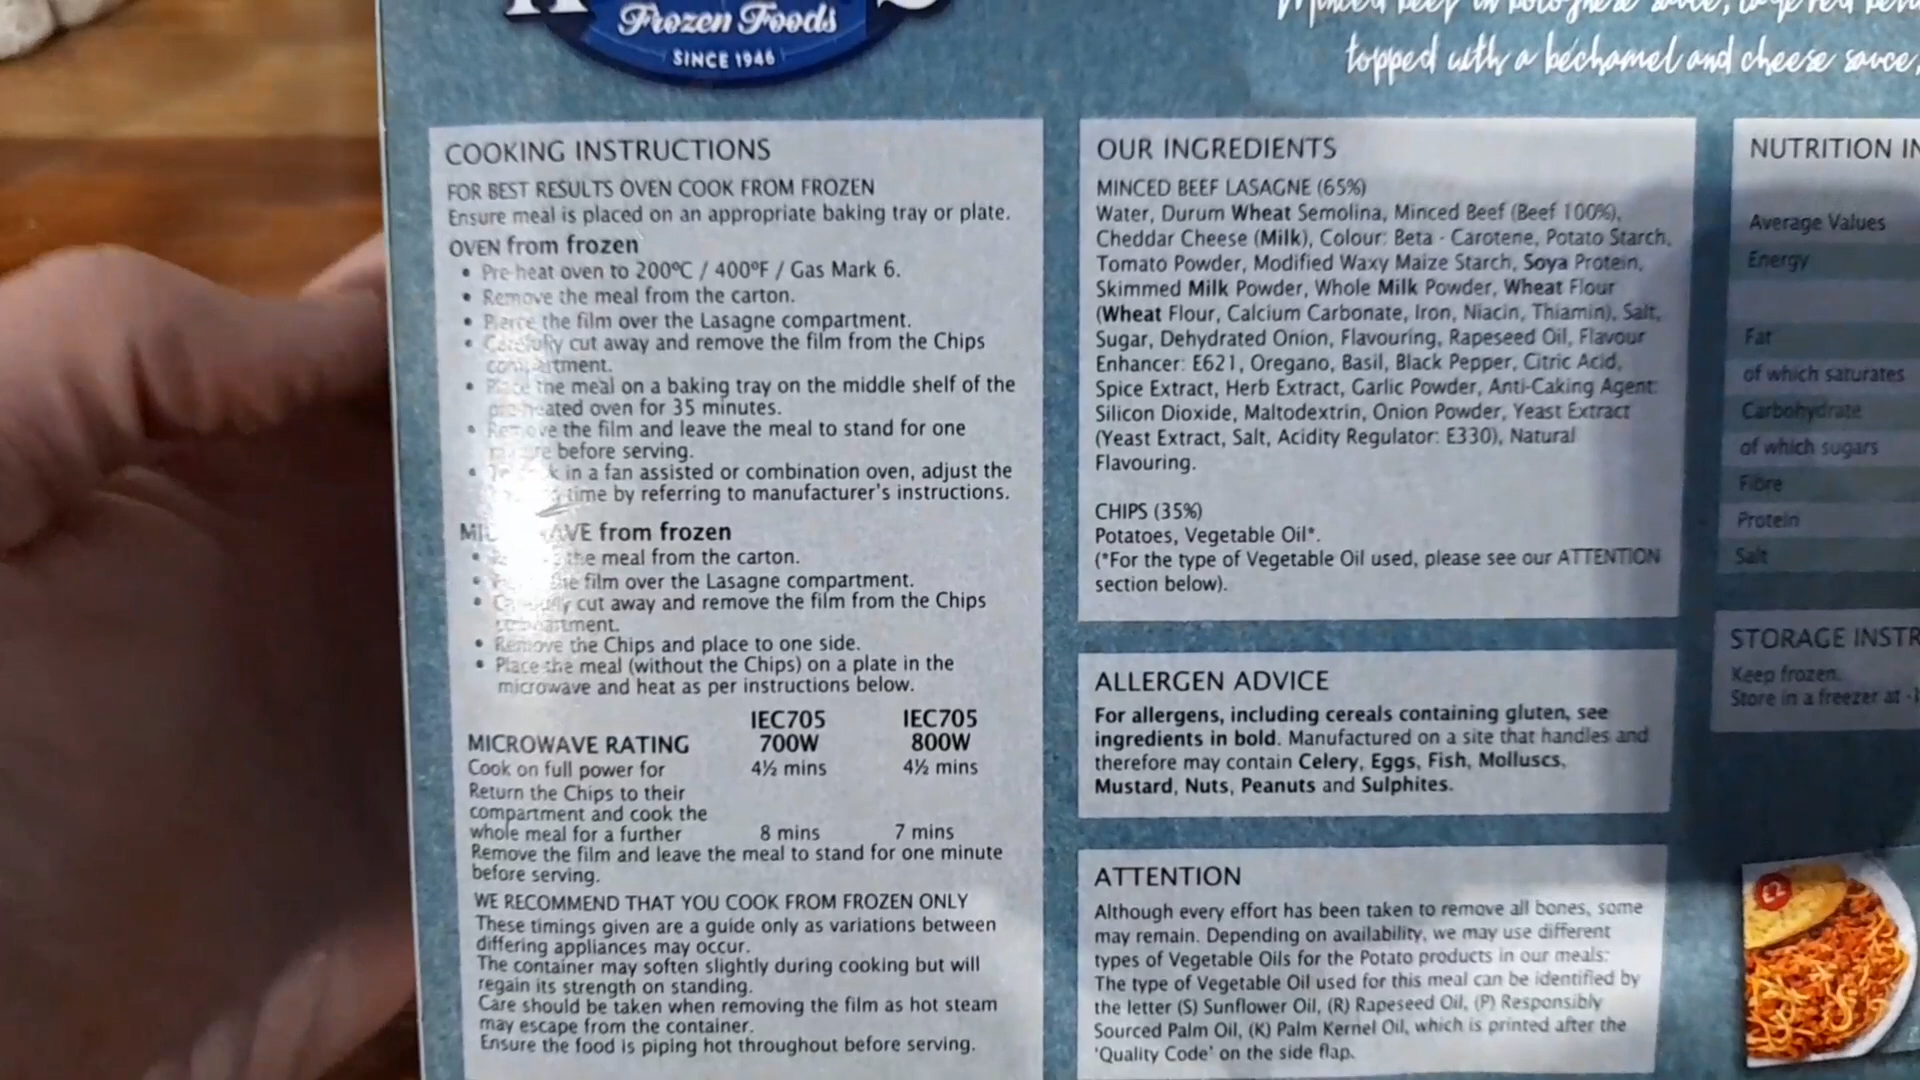 Frozen Foods
SINCE 1946
topped with a béchamel and cheese sauce,
COOKING INSTRUCTIONS
FOR BEST RESULTS OVEN COOK FROM FROZEN
Ensure meal is placed on an appropriate baking tray or plate.
OVEN from frozen
• Pre-heat oven to 200°C / 400°F / Gas Mark 6.
• Remove the meal from the carton.
• Pierce the film over the Lasagne compartment.
• Carefully cut away and remove the film from the Chips
compartment.
• Place the meal on a baking tray on the middle shelf of the
pre-heated oven for 35 minutes.
• Remove the film and leave the meal to stand for one
before serving.
• in a fan assisted or combination oven, adjust the
time by referring to manufacturer's instructions.
MICROWAVE from frozen
• the meal from the carton.
• the film over the Lasagne compartment.
• Carefully cut away and remove the film from the Chips
compartment.
• Remove the Chips and place to one side.
• Place the meal (without the Chips) on a plate in the
microwave and heat as per instructions below.
IEC705 IEC705
MICROWAVE RATING 700W 800W
Cook on full power for 4½ mins 4½ mins
Return the Chips to their
compartment and cook the
whole meal for a further 8 mins 7 mins
Remove the film and leave the meal to stand for one minute
before serving.
WE RECOMMEND THAT YOU COOK FROM FROZEN ONLY
These timings given are a guide only as variations between
differing appliances may occur.
The container may soften slightly during cooking but will
regain its strength on standing.
Care should be taken when removing the film as hot steam
may escape from the container.
Ensure the food is piping hot throughout before serving.
OUR INGREDIENTS
MINCED BEEF LASAGNE (65%)
Water, Durum Wheat Semolina, Minced Beef (Beef 100%),
Cheddar Cheese (Milk), Colour: Beta - Carotene, Potato Starch,
Tomato Powder, Modified Waxy Maize Starch, Soya Protein,
Skimmed Milk Powder, Whole Milk Powder, Wheat Flour
(Wheat Flour, Calcium Carbonate, Iron, Niacin, Thiamin), Salt,
Sugar, Dehydrated Onion, Flavouring, Rapeseed Oil, Flavour
Enhancer: E621, Oregano, Basil, Black Pepper, Citric Acid,
Spice Extract, Herb Extract, Garlic Powder, Anti-Caking Agent:
Silicon Dioxide, Maltodextrin, Onion Powder, Yeast Extract
(Yeast Extract, Salt, Acidity Regulator: E330), Natural
Flavouring.
CHIPS (35%)
Potatoes, Vegetable Oil*.
(*For the type of Vegetable Oil used, please see our ATTENTION
section below).
ALLERGEN ADVICE
For allergens, including cereals containing gluten, see
ingredients in bold. Manufactured on a site that handles and
therefore may contain Celery, Eggs, Fish, Molluscs,
Mustard, Nuts, Peanuts and Sulphites.
ATTENTION
Although every effort has been taken to remove all bones, some
may remain. Depending on availability, we may use different
types of Vegetable Oils for the Potato products in our meals:
The type of Vegetable Oil used for this meal can be identified by
the letter (S) Sunflower Oil, (R) Rapeseed Oil, (P) Responsibly
Sourced Palm Oil, (K) Palm Kernel Oil, which is printed after the
'Quality Code' on the side flap.
NUTRITION
Average Values
Energy
Fat
of which saturates
Carbohydrate
of which sugars
Fibre
Protein
Salt
STORAGE INSTR
Keep frozen.
Store in a freezer at
£2